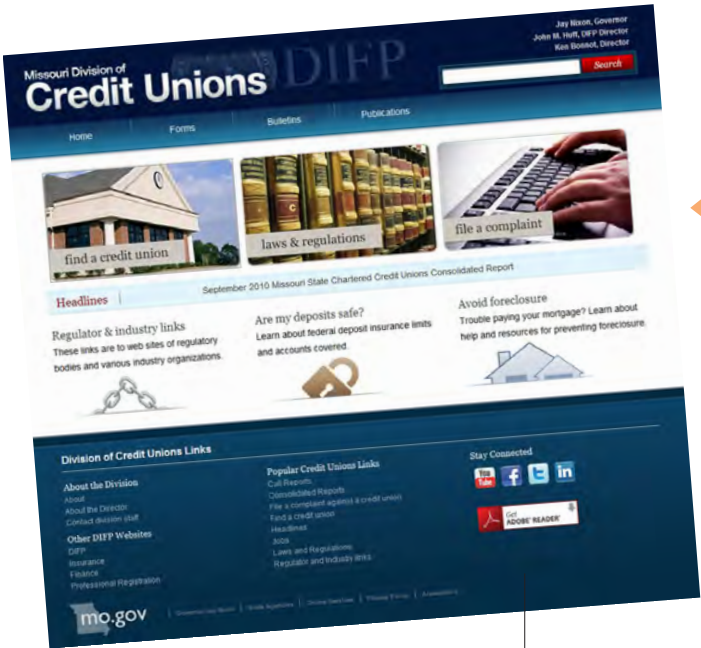 Jay Nixon, Governor
John M. Huff, DIFP Director
Ken Bonnot, Director
Missouri Division of
Credit Unions
DIFP
Search
Home
Forms
Bulletins
Publications
find a credit union
laws & regulations
file a complaint
Headlines
September 2010 Missouri State Chartered Credit Unions Consolidated Report
Regulator & industry links
These links are to web sites of regulatory
bodies and various industry organizations.
Are my deposits safe?
Learn about federal deposit insurance limits
and accounts covered.
Avoid foreclosure
Trouble paying your mortgage? Learn about
help and resources for preventing foreclosure.
Division of Credit Unions Links
About the Division
About
About the Director
Contact division staff
Other DIFP Websites
DIFP
Insurance
Finance
Professional Registration
Popular Credit Unions Links
Call Reports
Consolidated Reports
File a complaint against a credit union
Find a credit union
Headlines
Jobs
Laws and Regulations
Regulator and Industry links
Stay Connected
You
Tube
f
t
in
Get
ADOBE® READER®
mo.gov